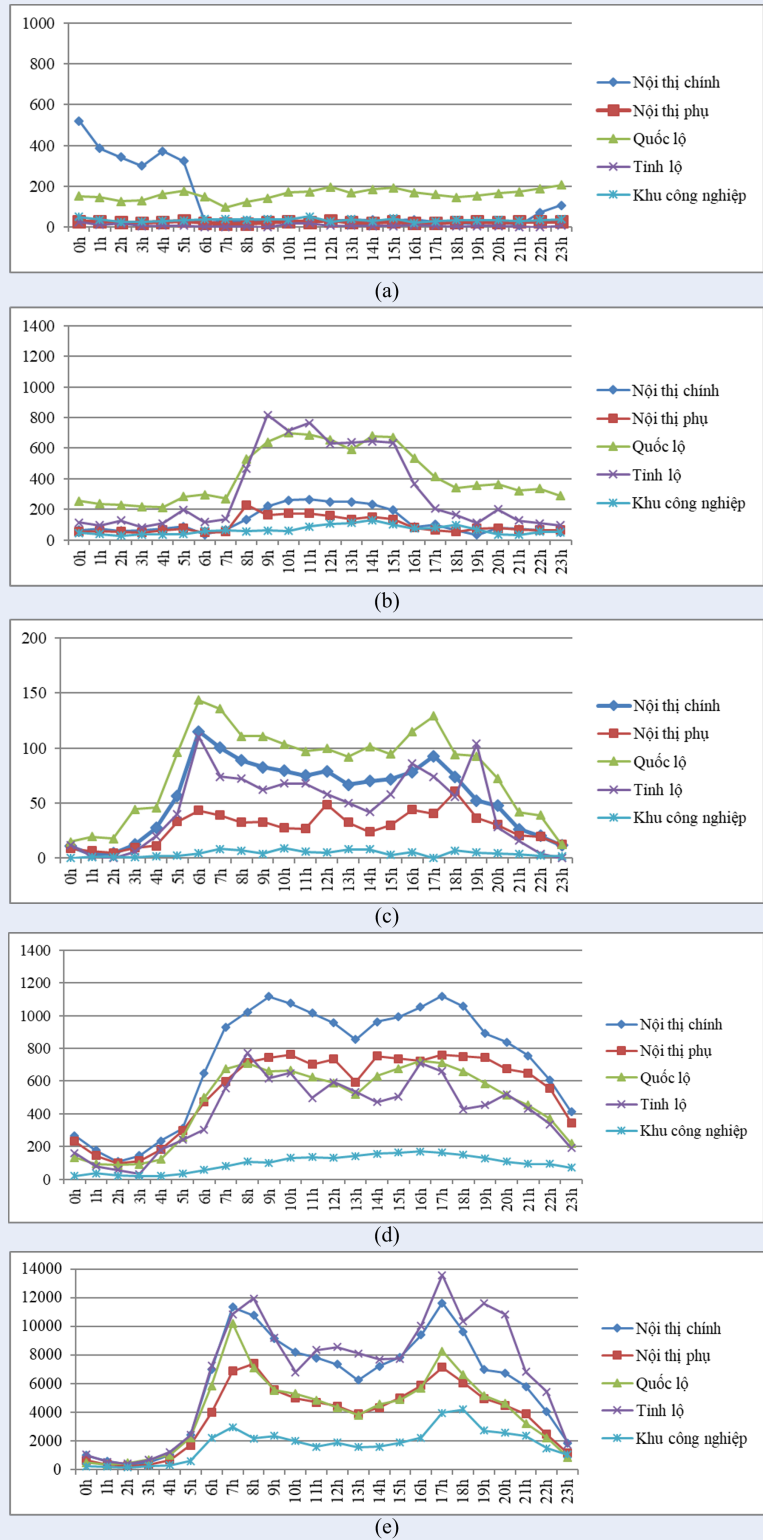 1000
800
600
400
200
0
0h 1h 2h 3h 4h 5h 6h 7h 8h 9h 10h 11h 12h 13h 14h 15h 16h 17h 18h 19h 20h 21h 22h 23h
Nội thị chính
Nội thị phụ
Quốc lộ
Tỉnh lộ
Khu công nghiệp
(a)
1400
1200
1000
800
600
400
200
0
0h 1h 2h 3h 4h 5h 6h 7h 8h 9h 10h 11h 12h 13h 14h 15h 16h 17h 18h 19h 20h 21h 22h 23h
Nội thị chính
Nội thị phụ
Quốc lộ
Tỉnh lộ
Khu công nghiệp
(b)
200
150
100
50
0
0h 1h 2h 3h 4h 5h 6h 7h 8h 9h 10h 11h 12h 13h 14h 15h 16h 17h 18h 19h 20h 21h 22h 23h
Nội thị chính
Nội thị phụ
Quốc lộ
Tỉnh lộ
Khu công nghiệp
(c)
1400
1200
1000
800
600
400
200
0
0h 1h 2h 3h 4h 5h 6h 7h 8h 9h 10h 11h 12h 13h 14h 15h 16h 17h 18h 19h 20h 21h 22h 23h
Nội thị chính
Nội thị phụ
Quốc lộ
Tỉnh lộ
Khu công nghiệp
(d)
14000
12000
10000
8000
6000
4000
2000
0
0h 1h 2h 3h 4h 5h 6h 7h 8h 9h 10h 11h 12h 13h 14h 15h 16h 17h 18h 19h 20h 21h 22h 23h
Nội thị chính
Nội thị phụ
Quốc lộ
Tỉnh lộ
Khu công nghiệp
(e)